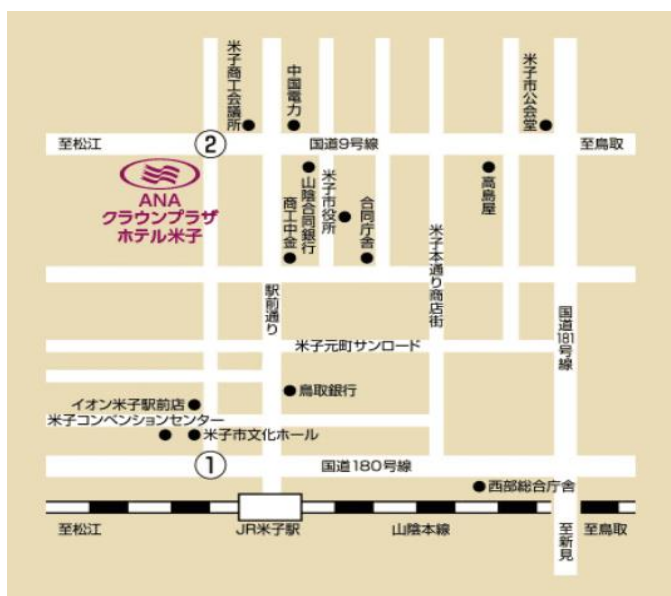 米子商工会議所
中国電力
米子市公会堂
至松江
②
国道9号線
至鳥取
ANA
クラウンプラザ
ホテル米子
山陰合同銀行
商工中金
米子市役所
合同庁舎
高島屋
駅前通り
米子本通り商店街
国道181号線
米子元町サンロード
鳥取銀行
イオン米子駅前店
米子コンベンションセンター
米子市文化ホール
①
国道180号線
西部総合庁舎
至松江
JR米子駅
山陰本線
至新見
至鳥取